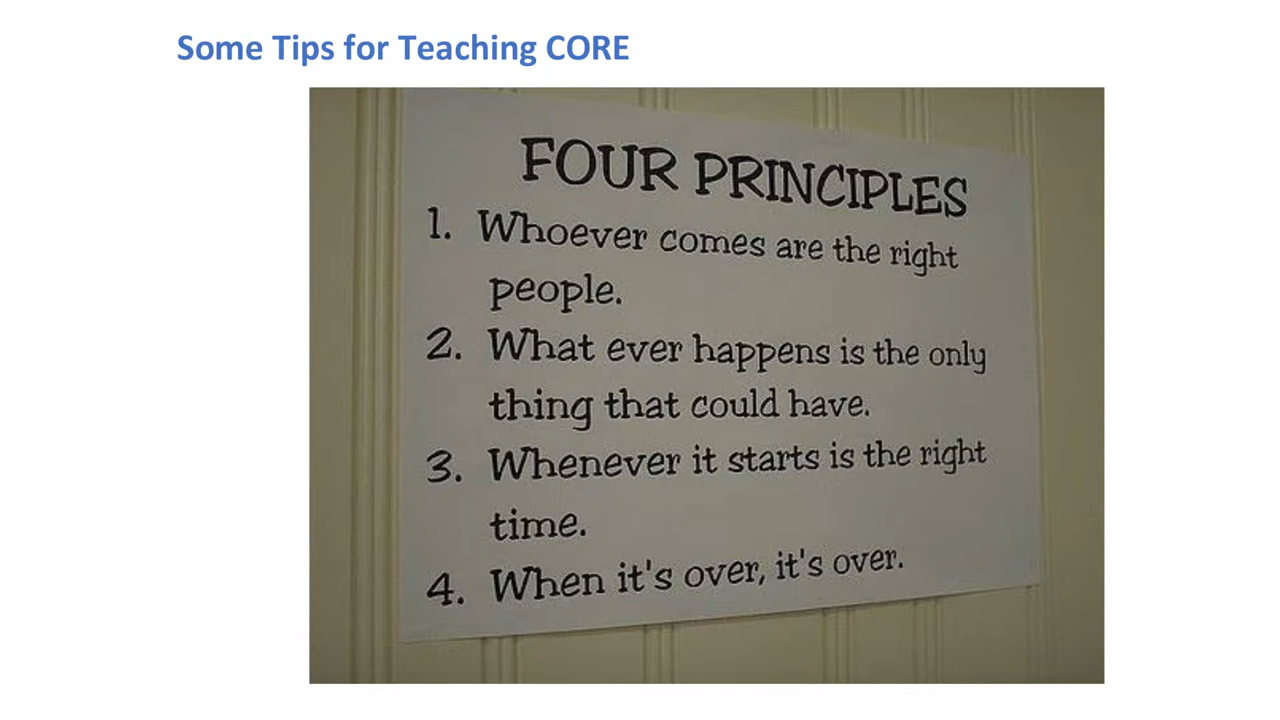 Some Tips for Teaching CORE
FOUR PRINCIPLES
1. Whoever comes are the right
people.
2. What ever happens is the only
thing that could have.
3. Whenever it starts is the right
time.
4. When it's over, it's over.